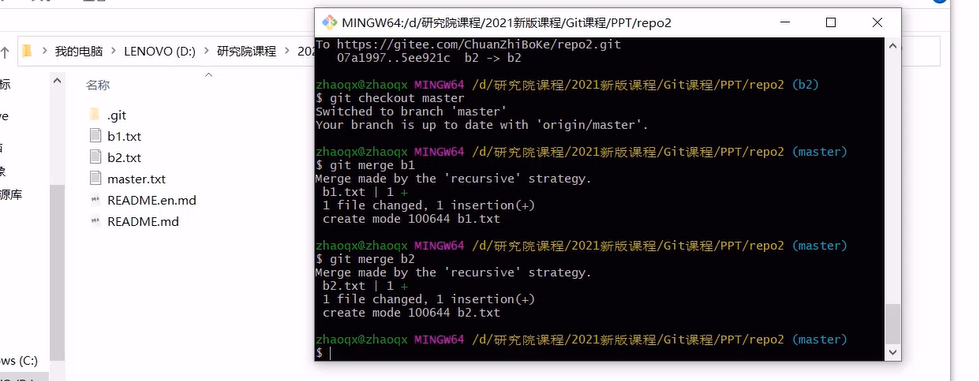 MINGW64:/d/研究院课程/2021新版课程/Git课程/PPT/repo2
我的电脑 › LENOVO (D:) › 研究院课程 ›
名称
.git
b1.txt
b2.txt
master.txt
README.en.md
README.md
源库
ows (C:)
To https://gitee.com/ChuanZhiBoKe/repo2.git
07a1997..5ee921c  b2 -> b2
zhaoqx@zhaoqx MINGW64 /d/研究院课程/2021新版课程/Git课程/PPT/repo2 (b2)
$ git checkout master
Switched to branch 'master'
Your branch is up to date with 'origin/master'.
zhaoqx@zhaoqx MINGW64 /d/研究院课程/2021新版课程/Git课程/PPT/repo2 (master)
$ git merge b1
Merge made by the 'recursive' strategy.
b1.txt | 1 +
1 file changed, 1 insertion(+)
create mode 100644 b1.txt
zhaoqx@zhaoqx MINGW64 /d/研究院课程/2021新版课程/Git课程/PPT/repo2 (master)
$ git merge b2
Merge made by the 'recursive' strategy.
b2.txt | 1 +
1 file changed, 1 insertion(+)
create mode 100644 b2.txt
zhaoqx@zhaoqx MINGW64 /d/研究院课程/2021新版课程/Git课程/PPT/repo2 (master)
$